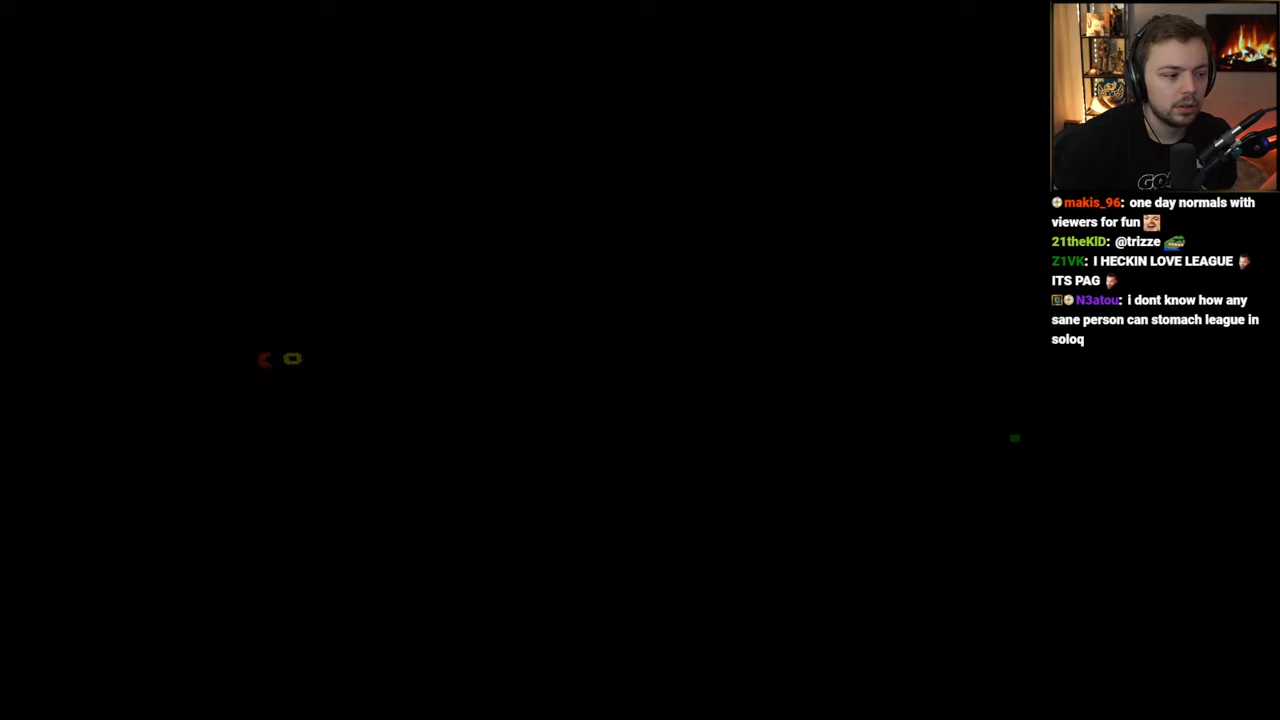 makis_96: one day normals with
viewers for fun
21theKID: @trizze
Z1VK: I HECKIN LOVE LEAGUE
ITS PAG
N3atou: i dont know how any
sane person can stomach league in
soloq